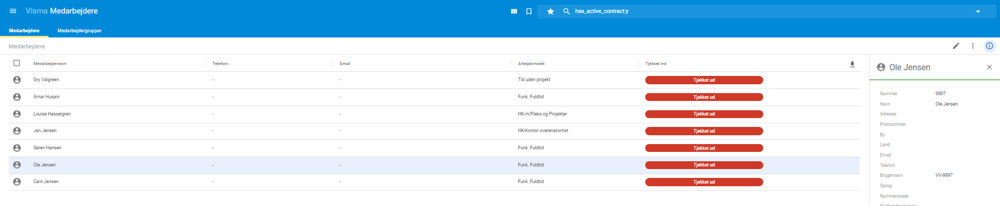 Visma Medarbejdere
has_active_contract:y
Medarbejdere Medarbejdergrupper
Medarbejdere
Medarbejdernavn Telefonr. Email Arbejdsmodel Tjekket ind
Gry Valgreen - - Tid uden projekt Tjekket ud
Amar Husain - - Funk. Fuldtid Tjekket ud
Louise Hasselgren - - HK-m/Fleks og Projekter Tjekket ud
Jan Jensen - - HK-Kontor overenskomst Tjekket ud
Søren Hansen - - Funk. Fuldtid Tjekket ud
Ole Jensen - - Funk. Fuldtid Tjekket ud
Cam Jensen - - Funk. Fuldtid Tjekket ud
Ole Jensen
Nummer 9897
Navn Ole Jensen
Adresse
Postnummer
By
Land
Email
Telefon
Brugernavn VV-9897
Sprog
Nummerplade